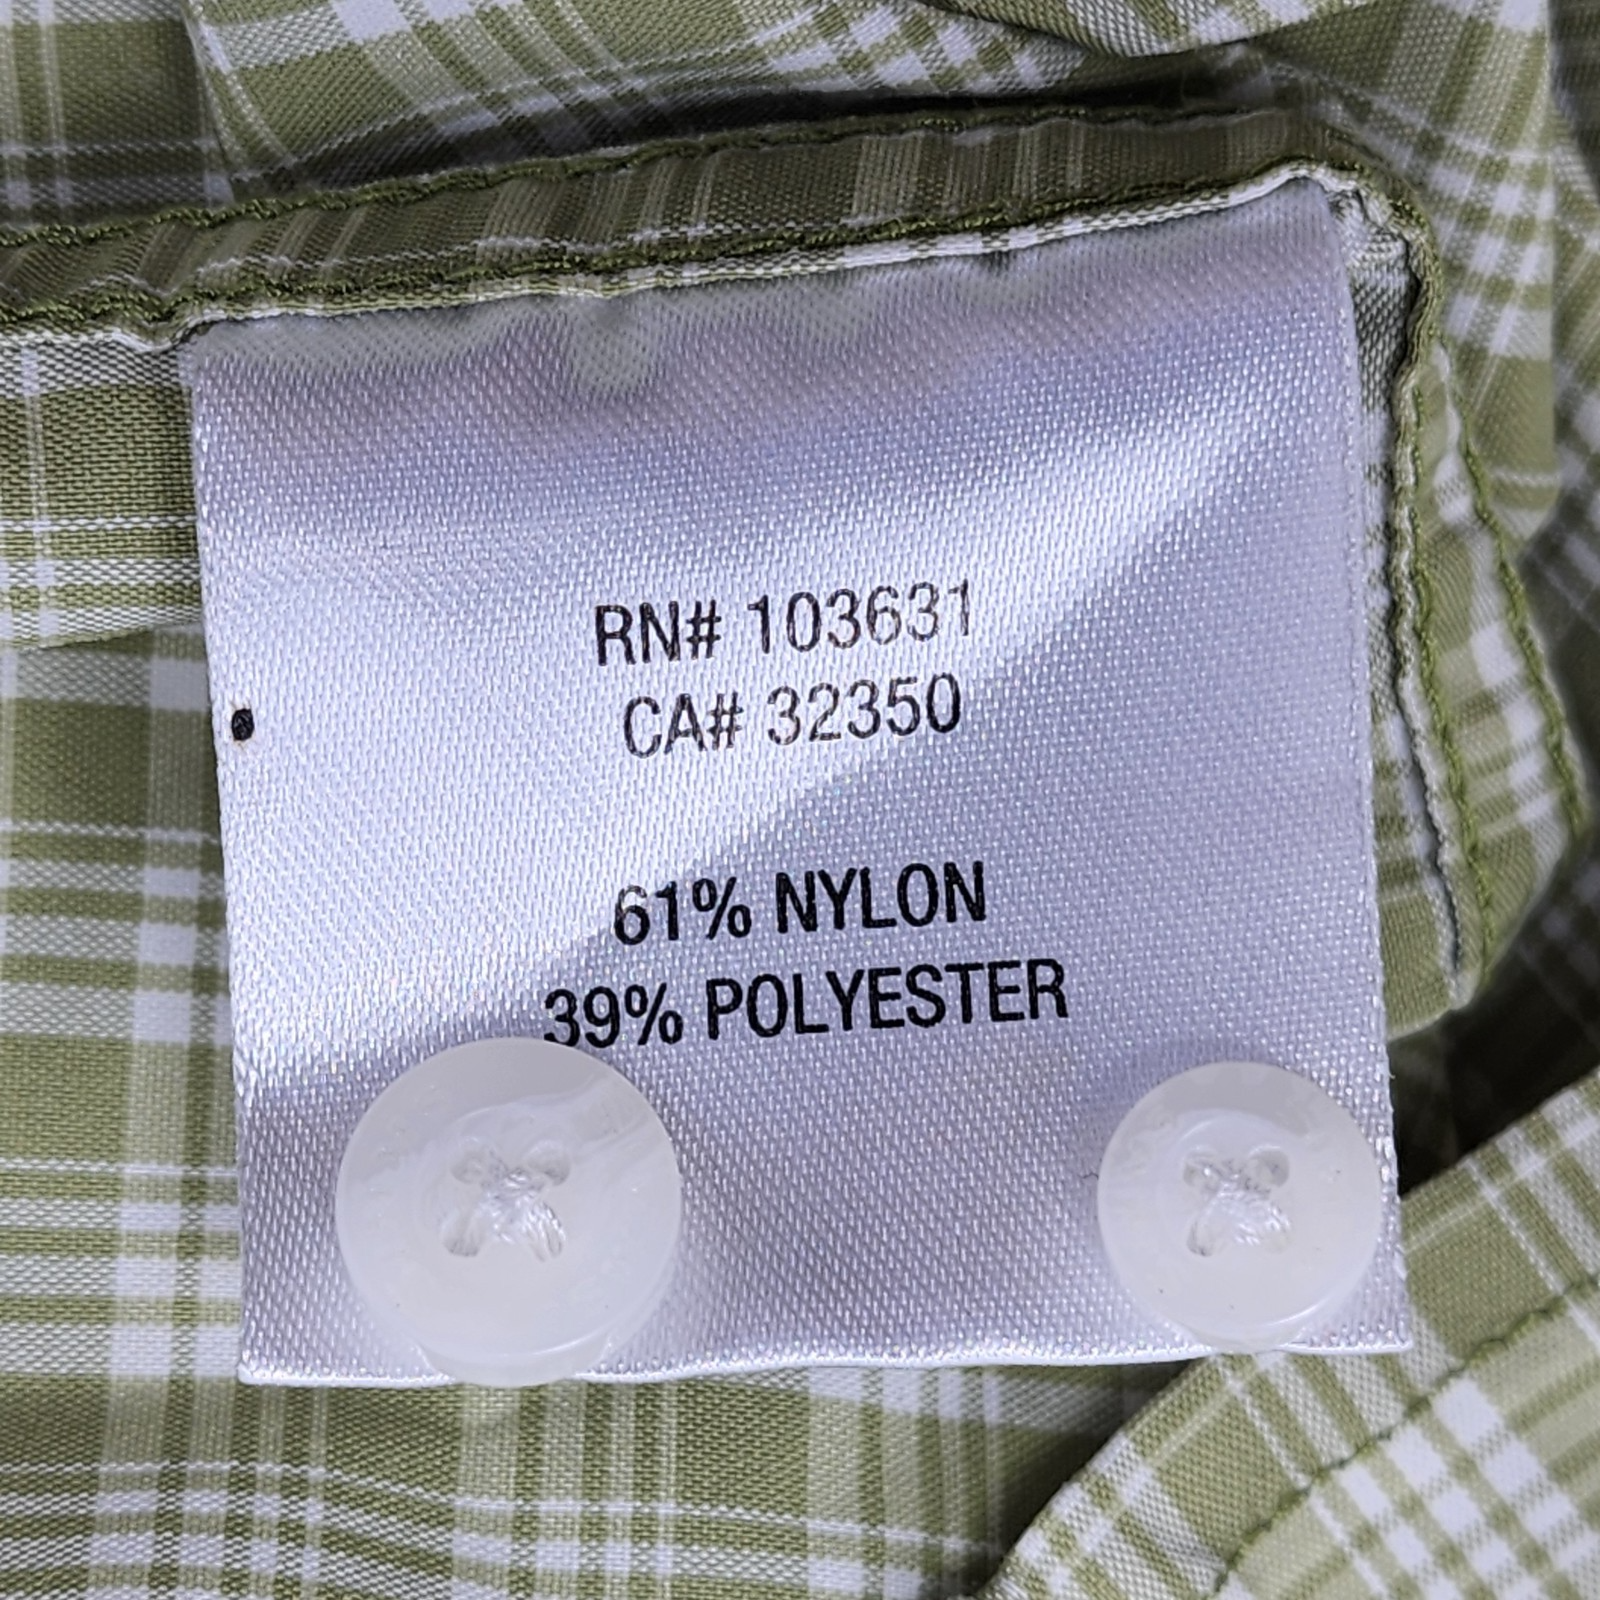 RN# 103631
CA# 32350
61% NYLON
39% POLYESTER